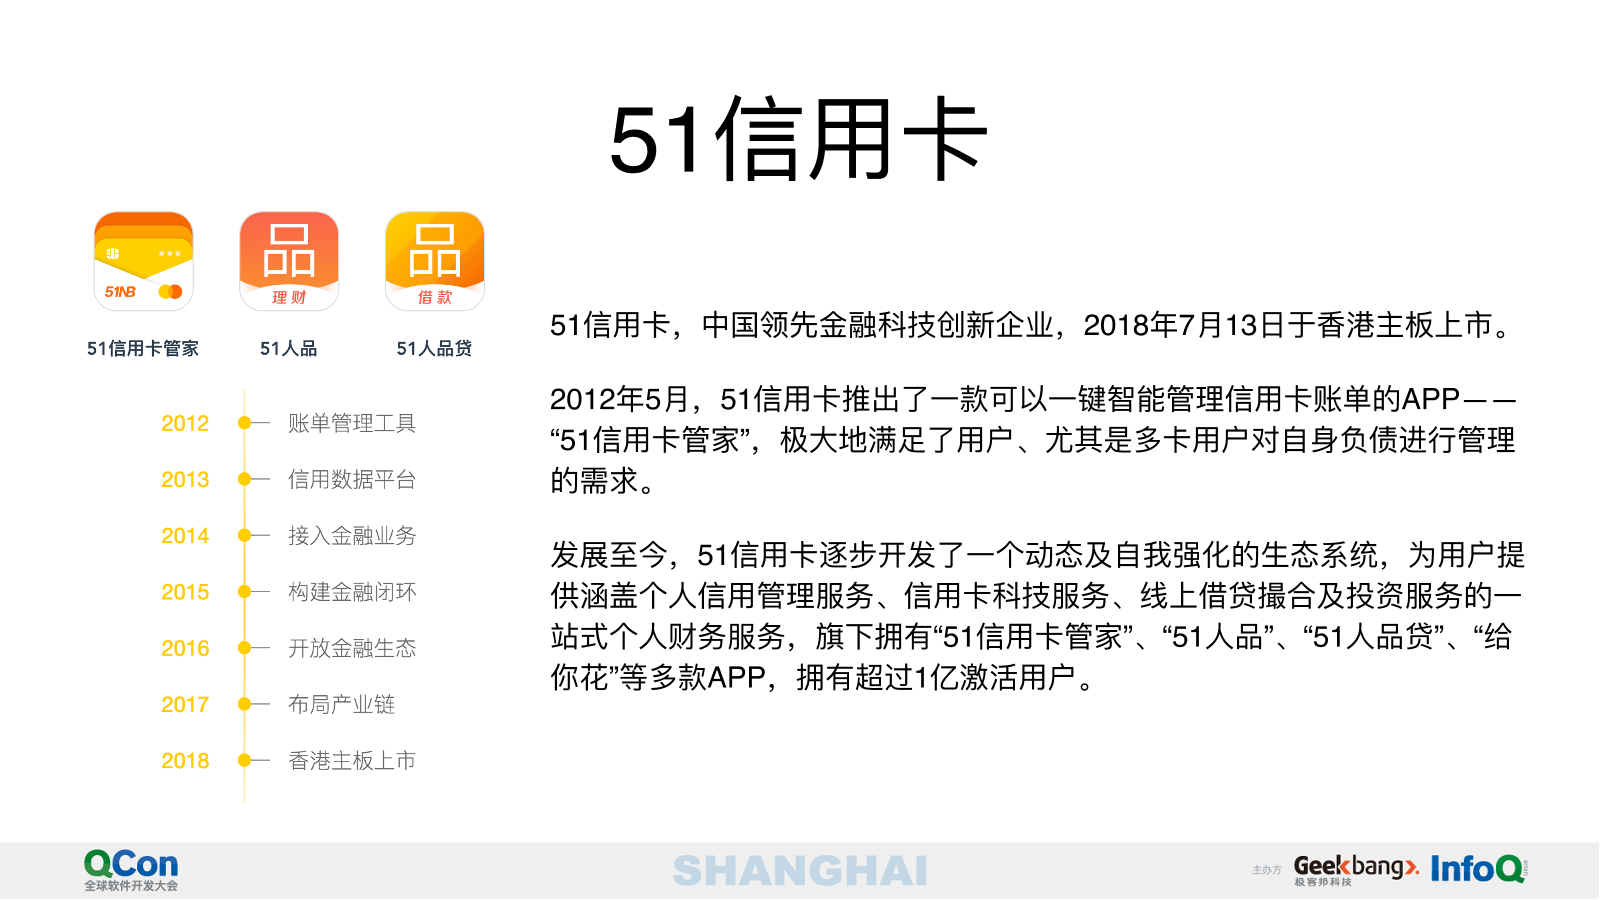 51信用卡
51NB
品
理财
品
借款
51信用卡管家
51人品
51人品贷
2012 账单管理工具
2013 信用数据平台
2014 接入金融业务
2015 构建金融闭环
2016 开放金融生态
2017 布局产业链
2018 香港主板上市
51信用卡，中国领先金融科技创新企业，2018年7月13日于香港主板上市。
2012年5月，51信用卡推出了一款可以一键智能管理信用卡账单的APP——
“51信用卡管家”，极大地满足了用户、尤其是多卡用户对自身负债进行管理
的需求。
发展至今，51信用卡逐步开发了一个动态及自我强化的生态系统，为用户提
供涵盖个人信用管理服务、信用卡科技服务、线上借贷撮合及投资服务的一
站式个人财务服务，旗下拥有“51信用卡管家”、“51人品”、“51人品贷”、“给
你花”等多款APP，拥有超过1亿激活用户。
QCon
全球软件开发大会
SHANGHAI
主办方
Geekbang
极客邦科技
InfoQ